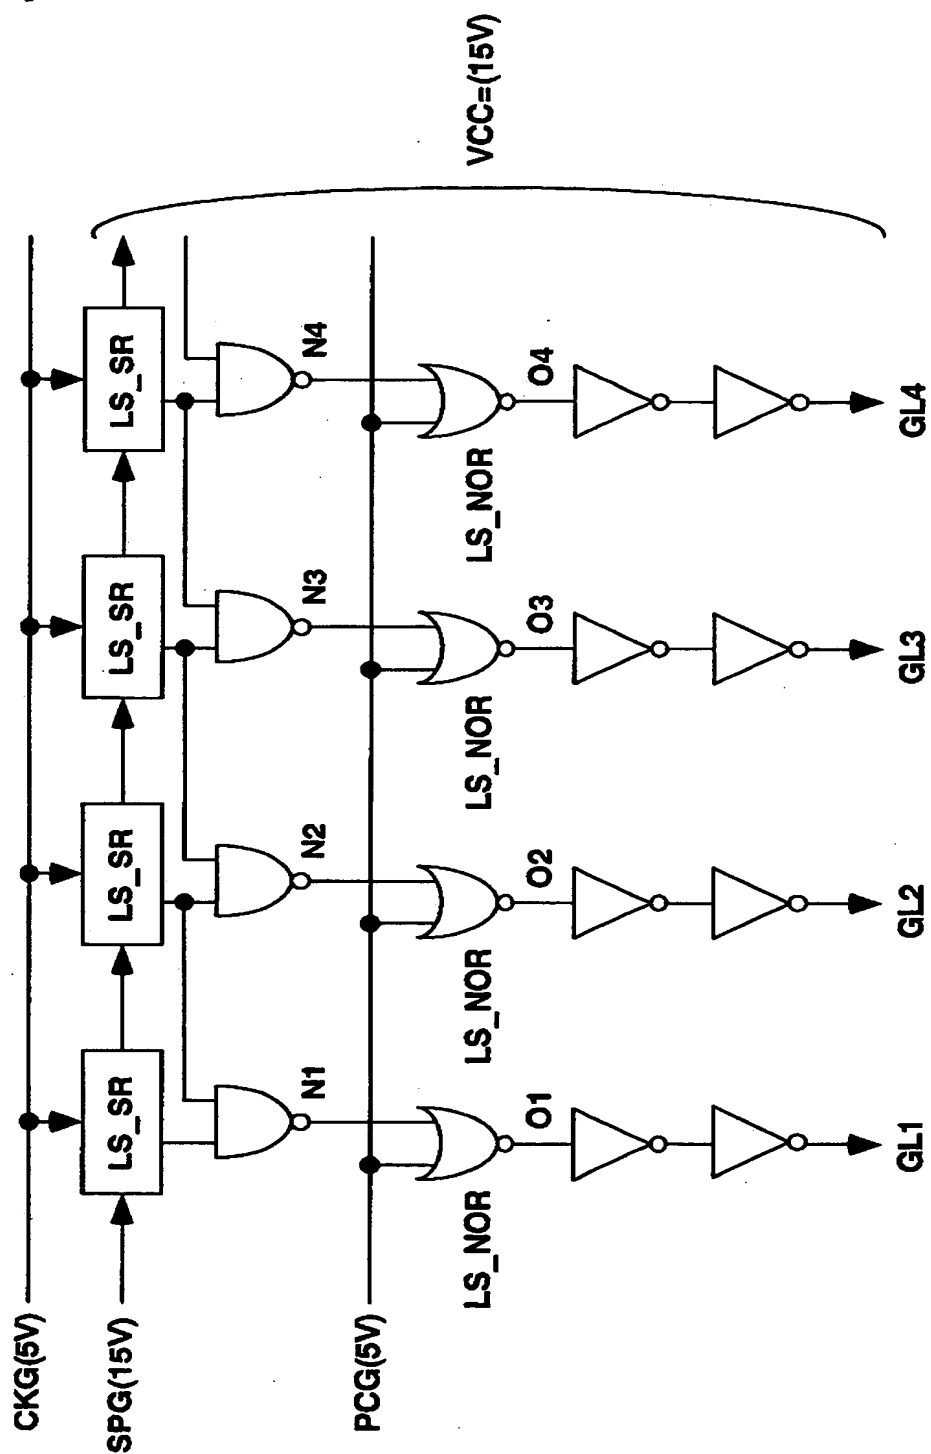 CKG(5V)
SPG(15V)
LS_SR
LS_SR
LS_SR
LS_SR
N1
N2
N3
N4
PCG(5V)
LS_NOR
LS_NOR
LS_NOR
LS_NOR
O1
O2
O3
O4
GL1
GL2
GL3
GL4
VCC=(15V)